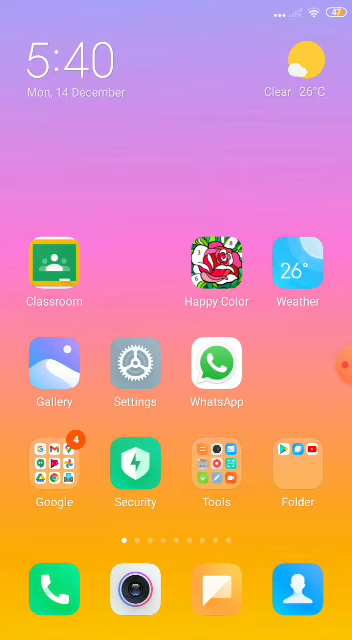 47
5:40
Mon, 14 December
Clear 26°C
26°
Classroom
Happy Color
Weather
Gallery
Settings
WhatsApp
4
Google
Security
Tools
Folder